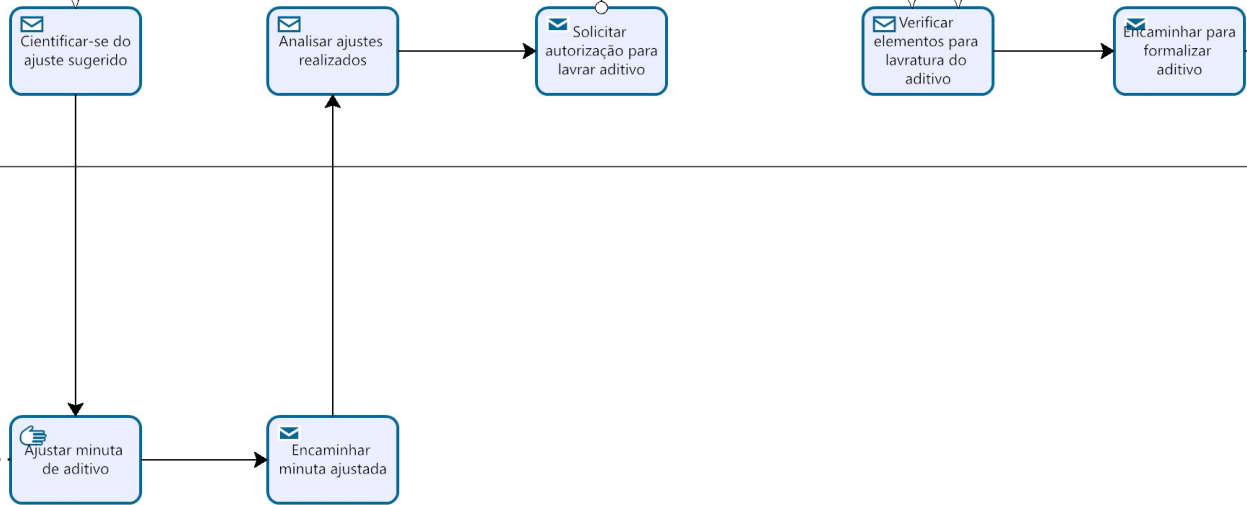 Cientificar-se do
ajuste sugerido
Analisar ajustes
realizados
Solicitar
autorização para
lavrar aditivo
Verificar
elementos para
lavratura do
aditivo
Encaminhar para
formalizar
aditivo
Ajustar minuta
de aditivo
Encaminhar
minuta ajustada